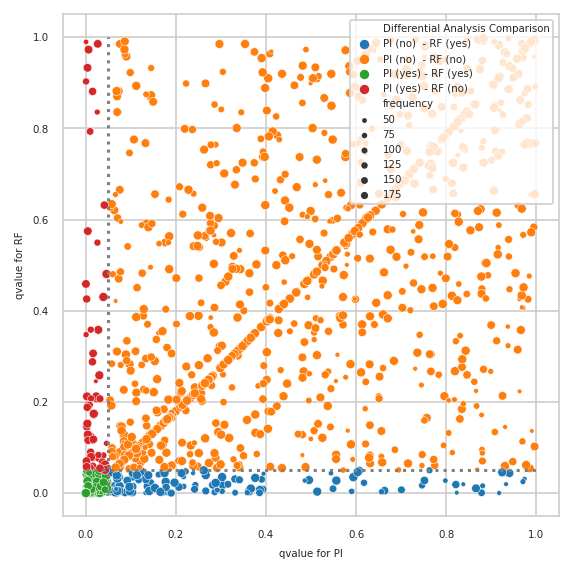 Differential Analysis Comparison
PI (no)  - RF (yes)
PI (no)  - RF (no)
PI (yes) - RF (yes)
PI (yes) - RF (no)
frequency
50
75
100
125
150
175
1.0
0.8
0.6
0.4
0.2
0.0
qvalue for RF
0.0 0.2 0.4 0.6 0.8 1.0
qvalue for PI